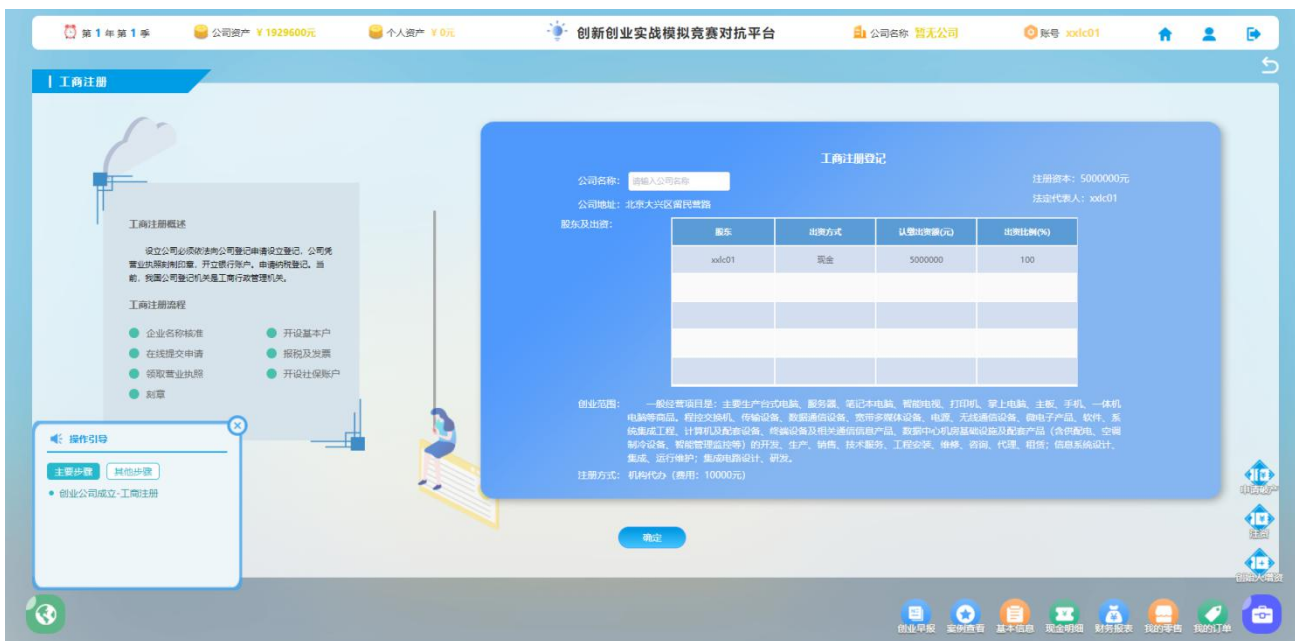 第 1 年 第 1 季
公司资产 ￥1929600元
个人资产 ￥0元
创新创业实战模拟竞赛对抗平台
公司名称 暂无公司
账号 xxlc01
工商注册
工商注册概述
设立公司必须依法向公司登记申请设立登记，公司凭
营业执照刻制印章、开立银行账户。申请纳税登记。当
前，我国公司登记机关是工商行政管理机关。
工商注册流程
企业名称核准
开设基本户
在线提交申请
报税及发票
领取营业执照
开设社保账户
刻章
操作引导
主要步骤
其他步骤
创业公司成立-工商注册
工商注册登记
公司名称：
请输入公司名称
注册资本：5000000元
公司地址：北京大兴区留民营路
法定代表人：xxlc01
股东及出资：
股东
出资方式
认缴出资额(元)
出资比例(%)
xxlc01
现金
5000000
100
创业范围： 一般经营项目是：主要生产台式电脑、服务器、笔记本电脑、智能电视、打印机、掌上电脑、主板、手机、一体机
电脑等商品。程控交换机、传输设备、数据通信设备、宽带多媒体设备、电源、无线通信设备、微电子产品、软件、系
统集成工程、计算机及配套设备、终端设备及相关通信信息产品、数据中心机房基础设施及配套产品（含供配电、空调
制冷设备、智能管理监控等）的开发、生产、销售、技术服务、工程安装、维修、咨询、代理、租赁；信息系统设计、
集成、运行维护；集成电路设计、研发。
注册方式：机构代办（费用：10000元）
确定
申请破产
注资
创始人增资
创业早报
案例查看
基本信息
现金明细
财务报表
我的零售
我的订单